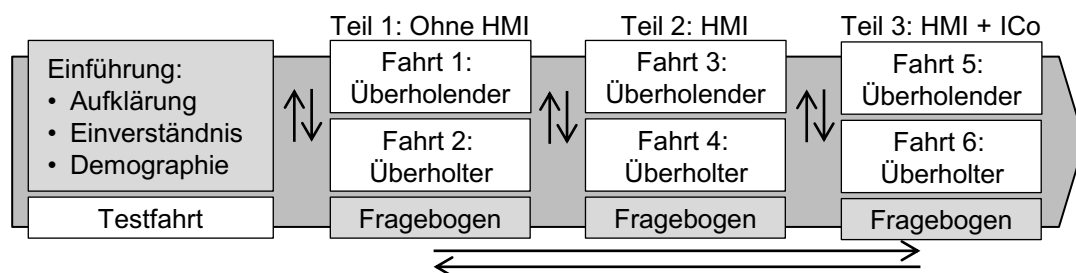 Einführung:
• Aufklärung
• Einverständnis
• Demographie
Testfahrt
Teil 1: Ohne HMI
Fahrt 1:
Überholender
Fahrt 2:
Überholter
Fragebogen
Teil 2: HMI
Fahrt 3:
Überholender
Fahrt 4:
Überholter
Fragebogen
Teil 3: HMI + ICo
Fahrt 5:
Überholender
Fahrt 6:
Überholter
Fragebogen